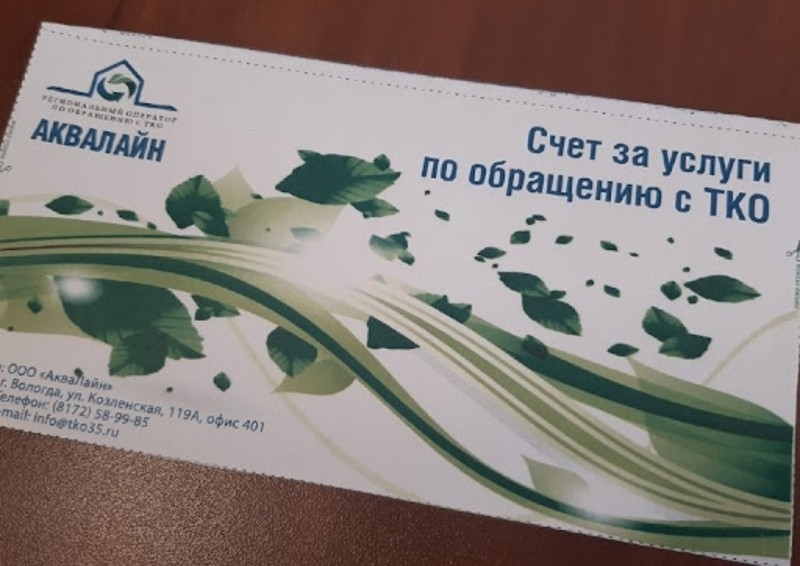 РЕГИОНАЛЬНЫЙ ОПЕРАТОР
ПО ОБРАЩЕНИЮ С ТКО
АКВАЛАЙН
Счет за услуги
по обращению с ТКО
: ООО «АкваЛайн»
г. Вологда, ул. Козленская, 119А, офис 401
Телефон: (8172) 58-99-85
-mail: info@tko35.ru